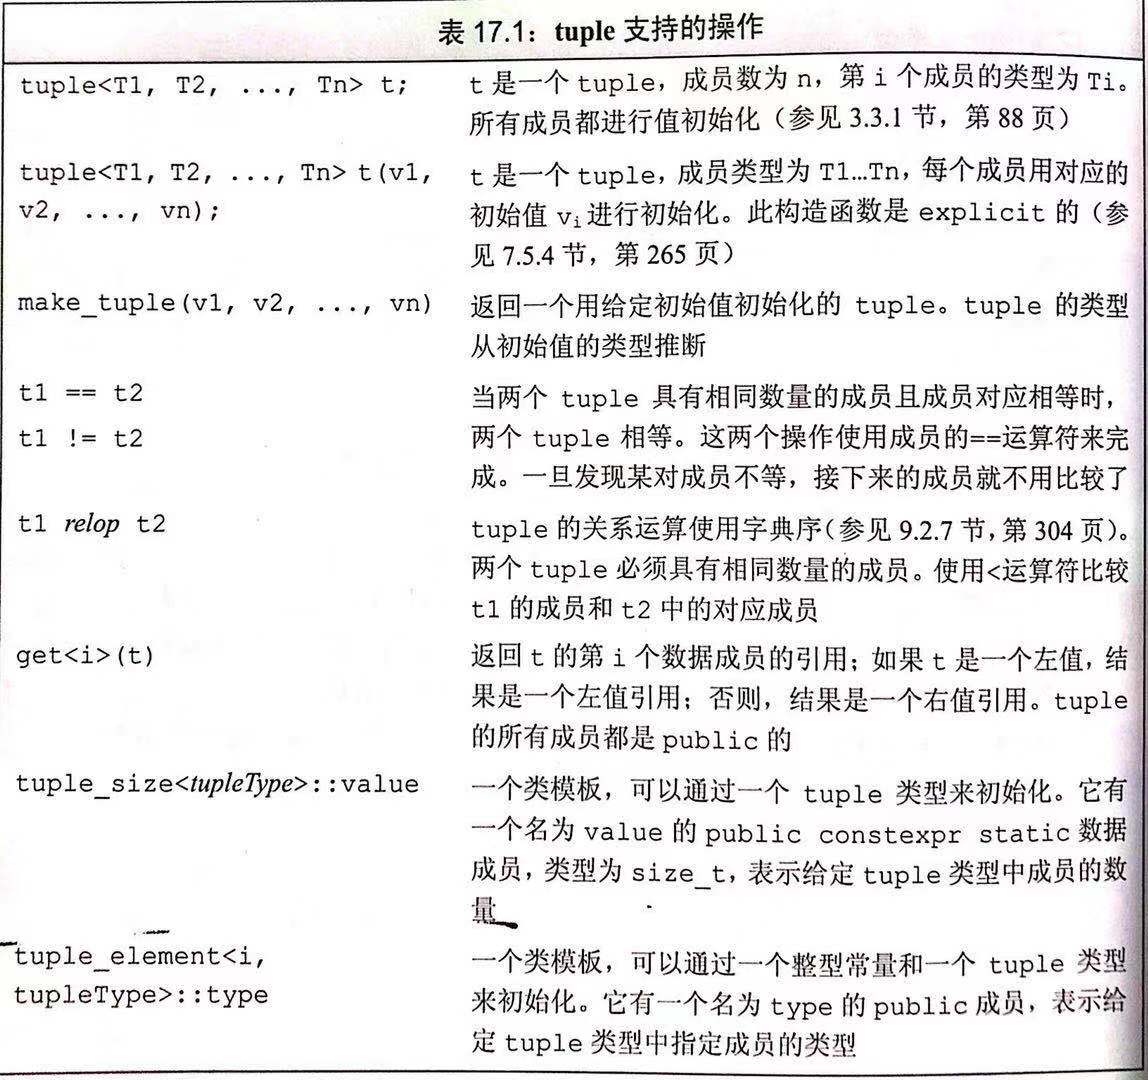 表 17.1：tuple 支持的操作
tuple<T1, T2, ..., Tn> t;
t 是一个 tuple，成员数为 n，第 i 个成员的类型为 Ti。
所有成员都进行值初始化（参见 3.3.1 节，第 88 页）
tuple<T1, T2, ..., Tn> t(v1,
v2, ..., vn);
t 是一个 tuple，成员类型为 T1…Tn，每个成员用对应的
初始值 vi 进行初始化。此构造函数是 explicit 的（参
见 7.5.4 节，第 265 页）
make_tuple(v1, v2, ..., vn)
返回一个用给定初始值初始化的 tuple。tuple 的类型
从初始值的类型推断
t1 == t2
t1 != t2
当两个 tuple 具有相同数量的成员且成员对应相等时，
两个 tuple 相等。这两个操作使用成员的==运算符来完
成。一旦发现某对成员不等，接下来的成员就不用比较了
t1 relop t2
tuple 的关系运算使用字典序（参见 9.2.7 节，第 304 页）。
两个 tuple 必须具有相同数量的成员。使用<运算符比较
t1 的成员和 t2 中的对应成员
get<i>(t)
返回 t 的第 i 个数据成员的引用；如果 t 是一个左值，结
果是一个左值引用；否则，结果是一个右值引用。tuple
的所有成员都是 public 的
tuple_size<tupleType>::value
一个类模板，可以通过一个 tuple 类型来初始化。它有
一个名为 value 的 public constexpr static 数据
成员，类型为 size_t，表示给定 tuple 类型中成员的数
量
tuple_element<i,
tupleType>::type
一个类模板，可以通过一个整型常量和一个 tuple 类型
来初始化。它有一个名为 type 的 public 成员，表示给
定 tuple 类型中指定成员的类型